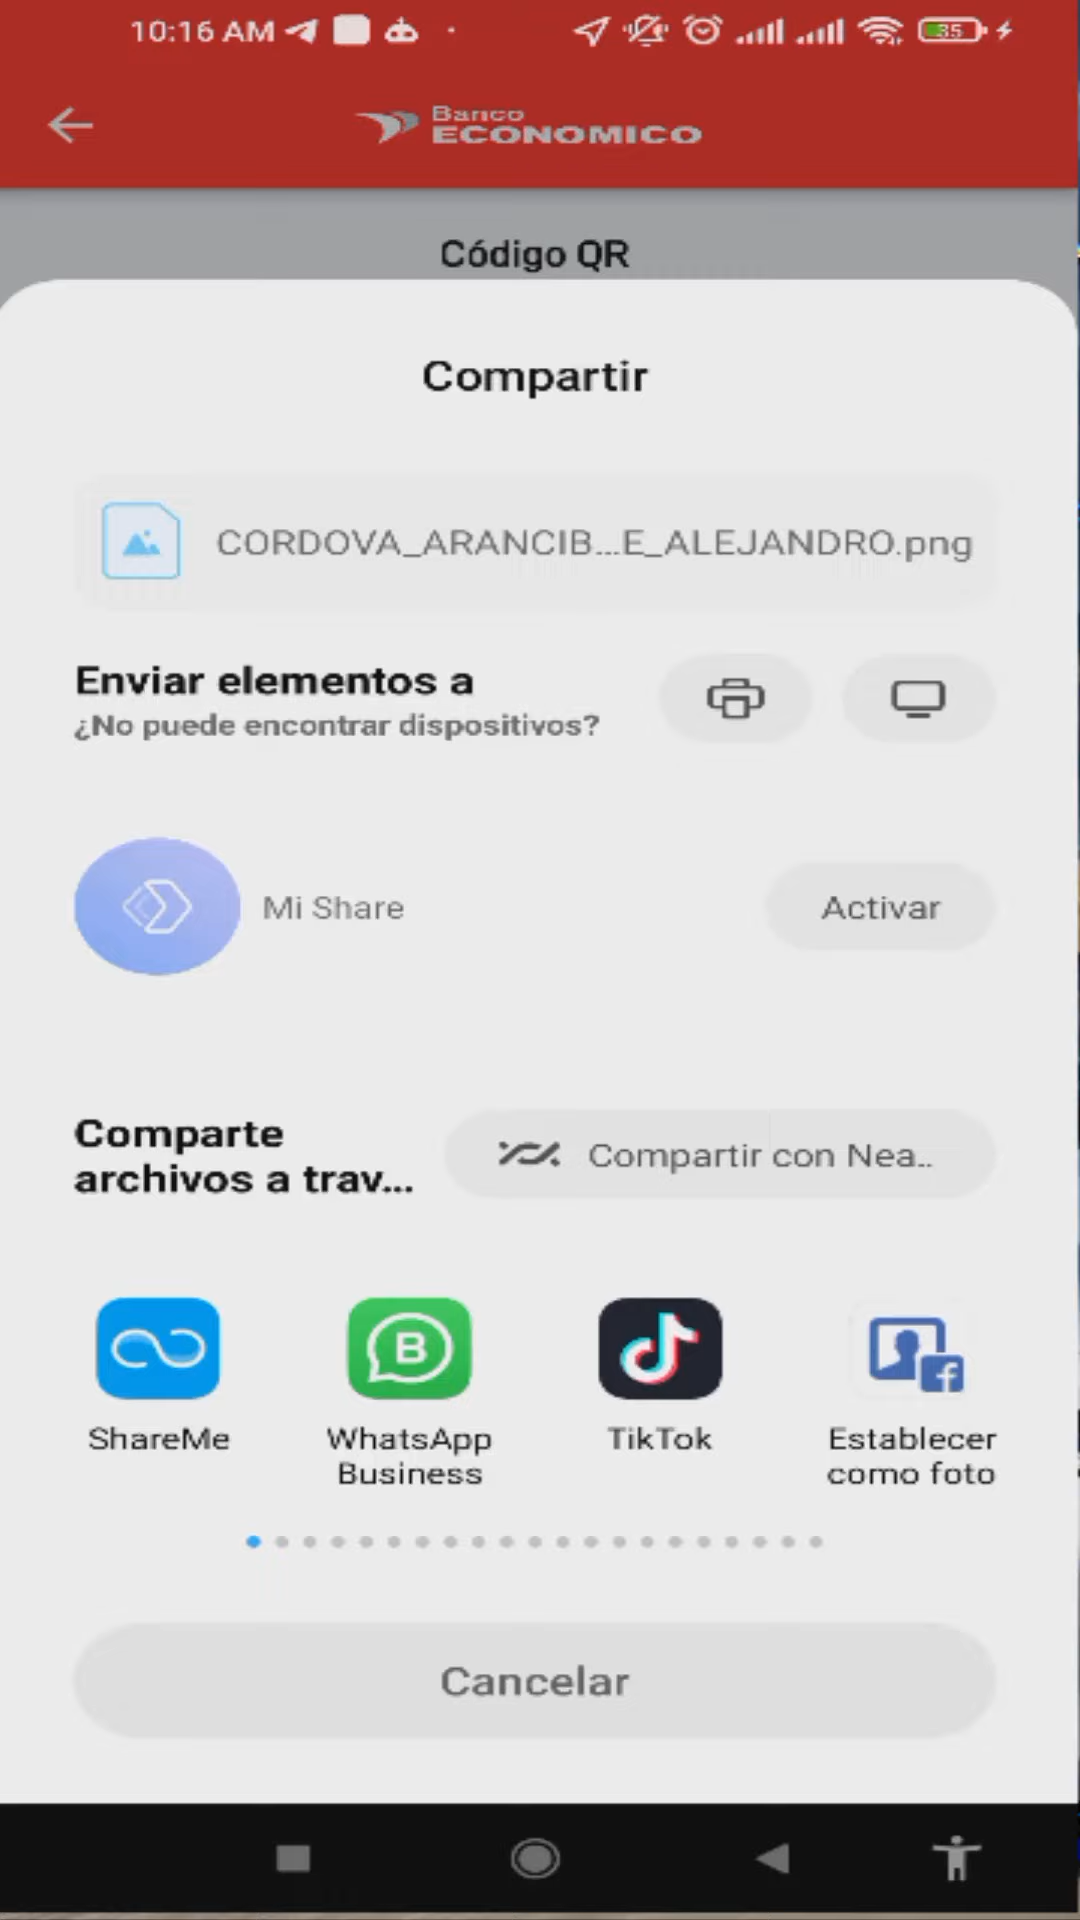 10:16 AM
35
Banco
ECONOMICO
Código QR
Compartir
CORDOVA_ARANCIB...E_ALEJANDRO.png
Enviar elementos a
¿No puede encontrar dispositivos?
Mi Share
Activar
Comparte
archivos a trav...
Compartir con Nea..
ShareMe
WhatsApp
Business
TikTok
Establecer
como foto
Cancelar